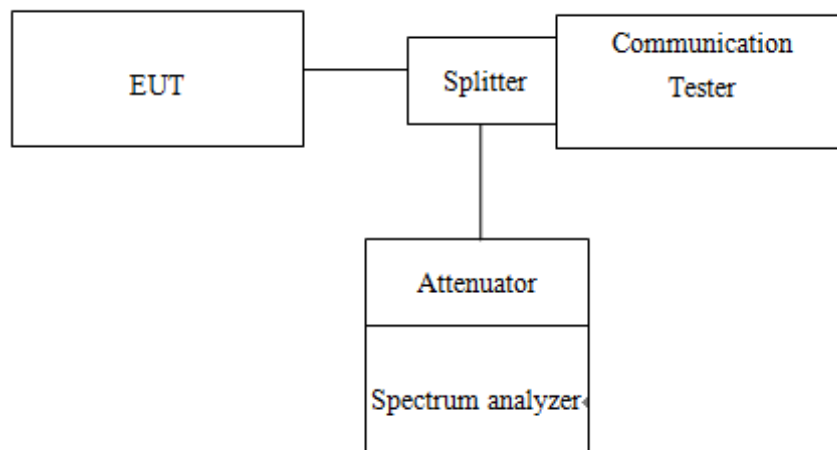 EUT
Splitter
Communication
Tester
Attenuator
Spectrum analyzer